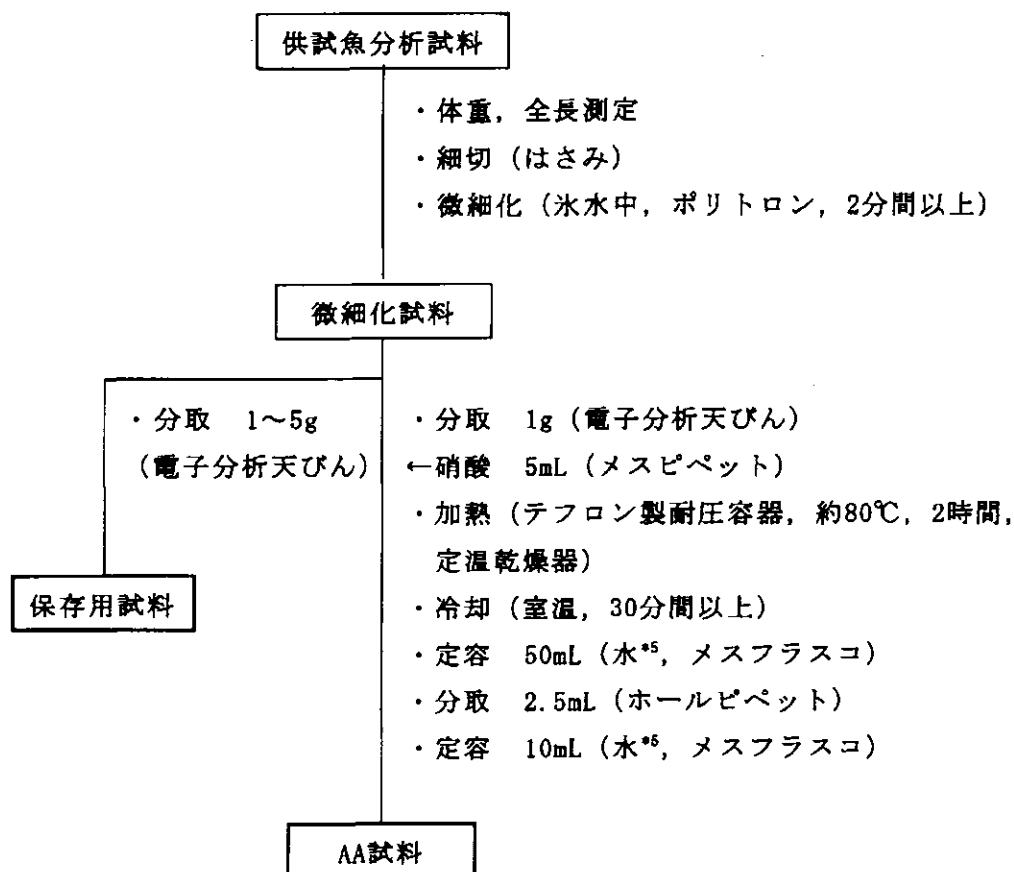 供試魚分析試料
・体重，全長測定
・細切（はさみ）
・微細化（氷水中，ポリトロン，2分間以上）
微細化試料
・分取 1～5g
（電子分析天びん）
保存用試料
・分取 1g（電子分析天びん）
←硝酸 5mL（メスピペット）
・加熱（テフロン製耐圧容器，約80℃，2時間，
定温乾燥器）
・冷却（室温，30分間以上）
・定容 50mL（水*5，メスフラスコ）
・分取 2.5mL（ホールピペット）
・定容 10mL（水*5，メスフラスコ）
AA試料